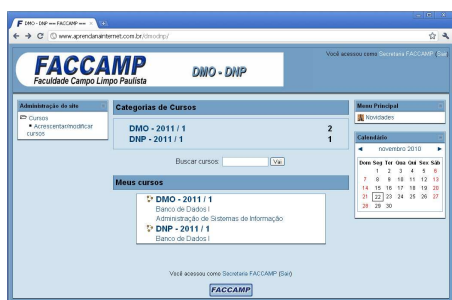 DMO - DNP == FACCAMP ==
www.aprendanainternet.com.br/dmodnp/
Você acessou como Secretaria FACCAMP (Sair)
FACCAMP
Faculdade Campo Limpo Paulista
DMO - DNP
Administração do site
Cursos
Acrescentar/modificar
cursos
Categorias de Cursos
DMO - 2011 / 1 2
DNP - 2011 / 1 1
Buscar cursos: Vai
Meus cursos
DMO - 2011 / 1
Banco de Dados I
Administração de Sistemas de Informação
DNP - 2011 / 1
Banco de Dados I
Você acessou como Secretaria FACCAMP (Sair)
FACCAMP
Menu Principal
Novidades
Calendário
◄ novembro 2010 ►
Dom Seg Ter Qua Qui Sex Sáb
1 2 3 4 5 6
7 8 9 10 11 12 13
14 15 16 17 18 19 20
21 22 23 24 25 26 27
28 29 30